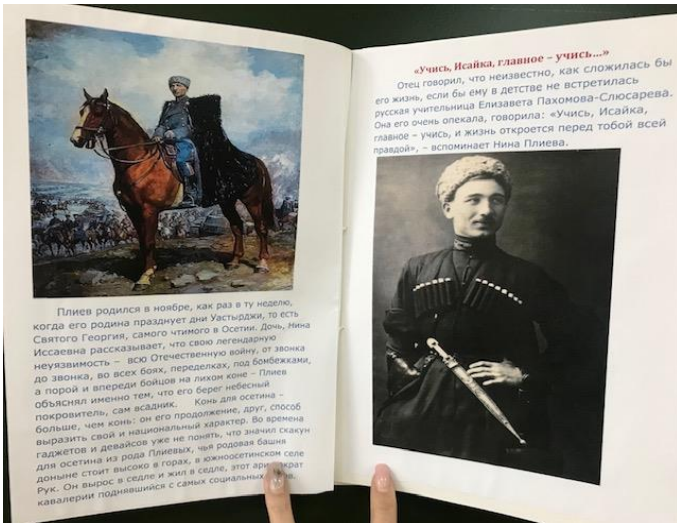 Плиев родился в ноябре, как раз в ту неделю,
когда его родина празднует дни Уастырджи, то есть
Святого Георгия, самого чтимого в Осетии. Дочь, Нина
Иссаевна рассказывает, что свою легендарную
неуязвимость – всю Отечественную войну, от звонка
до звонка, во всех боях, переделках, под бомбежками,
а порой и впереди бойцов на лихом коне – Плиев
объяснял именно тем, что его берег небесный
покровитель, сам всадник. Конь для осетина –
больше, чем конь: он его продолжение, друг, способ
выразить свой и национальный характер. Во времена
гаджетов и девайсов уже не понять, что значил скакун
для осетина из рода Плиевых, чья родовая башня
доныне стоит высоко в горах, в южноосетинском селе
Рук. Он вырос в седле и жил в седле, этот
кавалерии поднявшийся с самых социальных
«Учись, Исайка, главное – учись...»
Отец говорил, что неизвестно, как сложилась бы
его жизнь, если бы ему в детстве не встретилась
русская учительница Елизавета Пахомова-Слюсарева.
Она его очень опекала, говорила: «Учись, Исайка,
главное – учись, и жизнь откроется перед тобой всей
правдой», – вспоминает Нина Плиева.